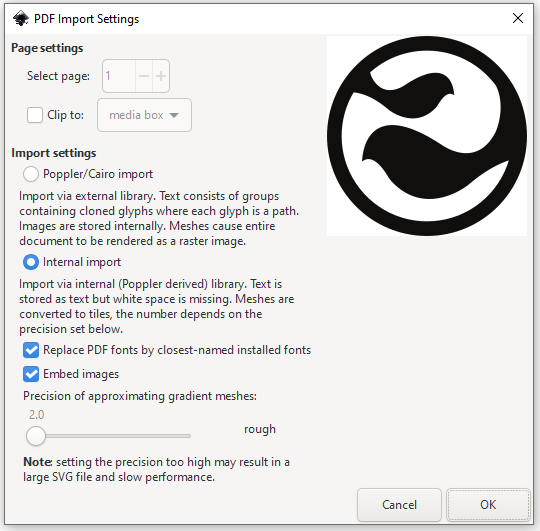 PDF Import Settings
Page settings
Select page: 1
Clip to: media box
Import settings
Poppler/Cairo import
Import via external library. Text consists of groups
containing cloned glyphs where each glyph is a path.
Images are stored internally. Meshes cause entire
document to be rendered as a raster image.
Internal import
Import via internal (Poppler derived) library. Text is
stored as text but white space is missing. Meshes are
converted to tiles, the number depends on the
precision set below.
Replace PDF fonts by closest-named installed fonts
Embed images
Precision of approximating gradient meshes:
2.0
rough
Note: setting the precision too high may result in a
large SVG file and slow performance.
Cancel OK